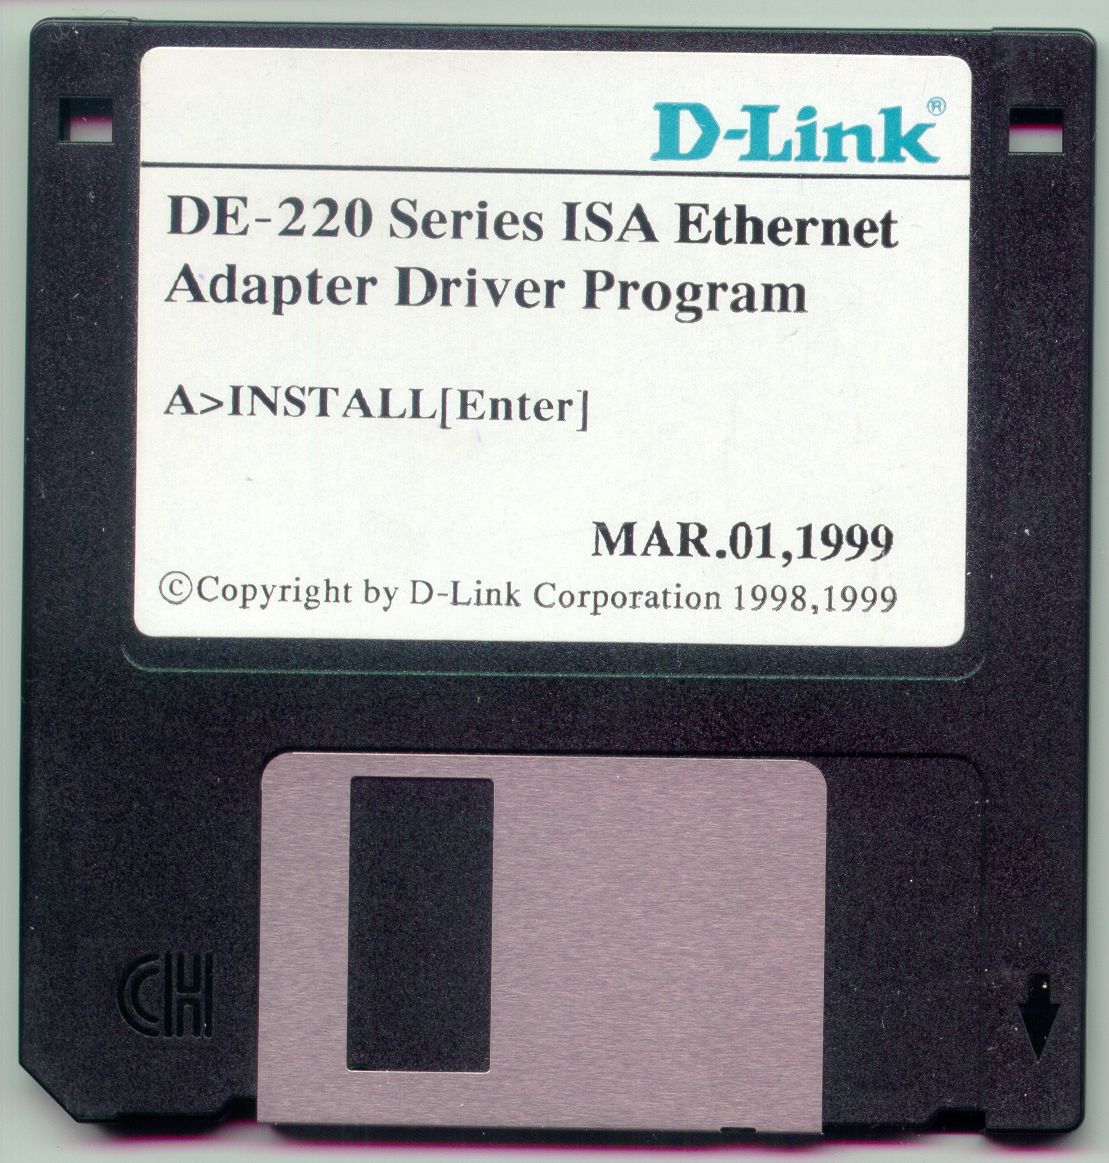 D-Link®
DE-220 Series ISA Ethernet
Adapter Driver Program
A>INSTALL[Enter]
MAR.01,1999
©Copyright by D-Link Corporation 1998,1999
CH